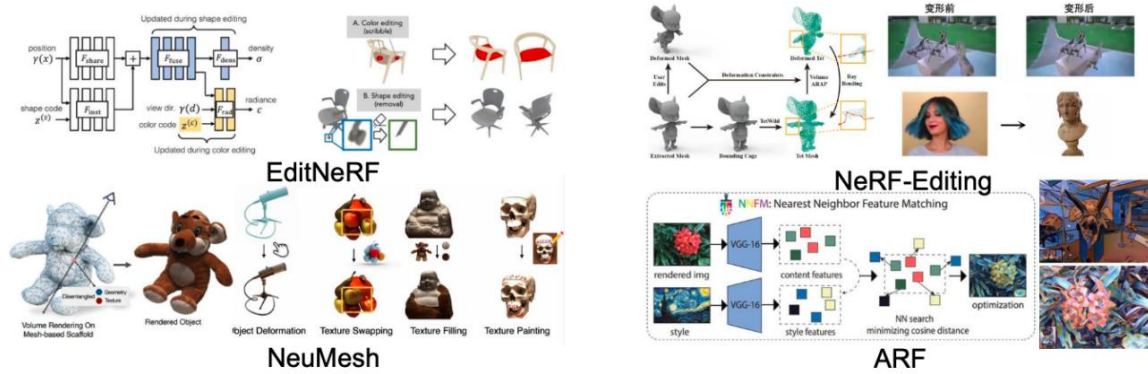 Updated during shape editing
position
γ(x)
F_share
+
F_fuse
F_dens
density
σ
shape code
z^(s)
F_inst
view dir. γ(d)
color code z^(c)
F_rad
radiance
c
Updated during color editing
A. Color editing
(scribble)
B. Shape editing
(removal)
EditNeRF
Deformed Mesh
Deformed Tet
User
Edits
Deformation Constraints
Volume
ARAP
Ray
Bending
TetWild
Extracted Mesh
Bounding Cage
Tet Mesh
变形前
变形后
NeRF-Editing
Disentangled
Geometry
Texture
Volume Rendering On
Mesh-based Scaffold
Rendered Object
bject Deformation
Texture Swapping
Texture Filling
Texture Painting
NeuMesh
NNFM: Nearest Neighbor Feature Matching
rendered img
VGG-16
content features
style
VGG-16
style features
NN search
minimizing cosine distance
optimization
ARF